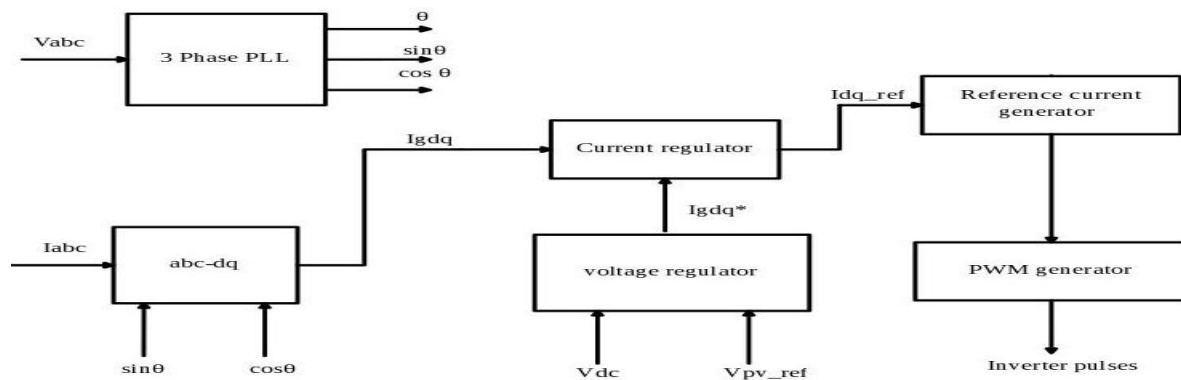 θ
Vabc
3 Phase PLL
sinθ
cos θ
Idq_ref
Reference current
generator
Igdq
Current regulator
Igdq*
Iabc
abc-dq
voltage regulator
PWM generator
sinθ
cosθ
Vdc
Vpv_ref
Inverter pulses